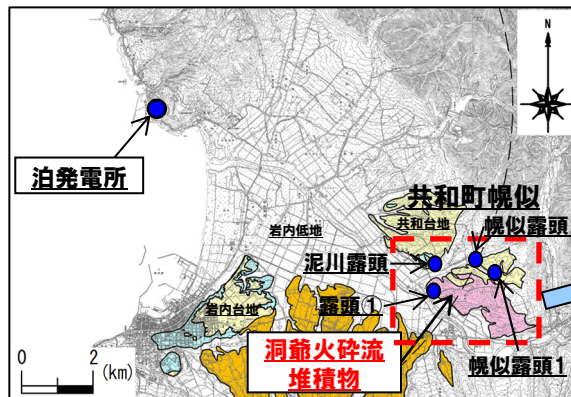 N
泊発電所
共和町幌似
共和台地
幌似露頭
岩内低地
泥川露頭
岩内台地
露頭①
洞爺火砕流
堆積物
幌似露頭1
0 2
(km)